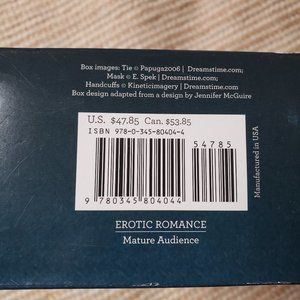 Box images: Tie © Papuga2006 | Dreamstime.com;
Mask © E. Spek | Dreamstime.com;
Handcuffs © Kineticimagery | Dreamstime.com
Box design adapted from a design by Jennifer McGuire
U.S. $47.85 Can. $53.85
ISBN 978-0-345-80404-4
54785
9 780345 804044
EROTIC ROMANCE
Mature Audience
Manufactured in USA